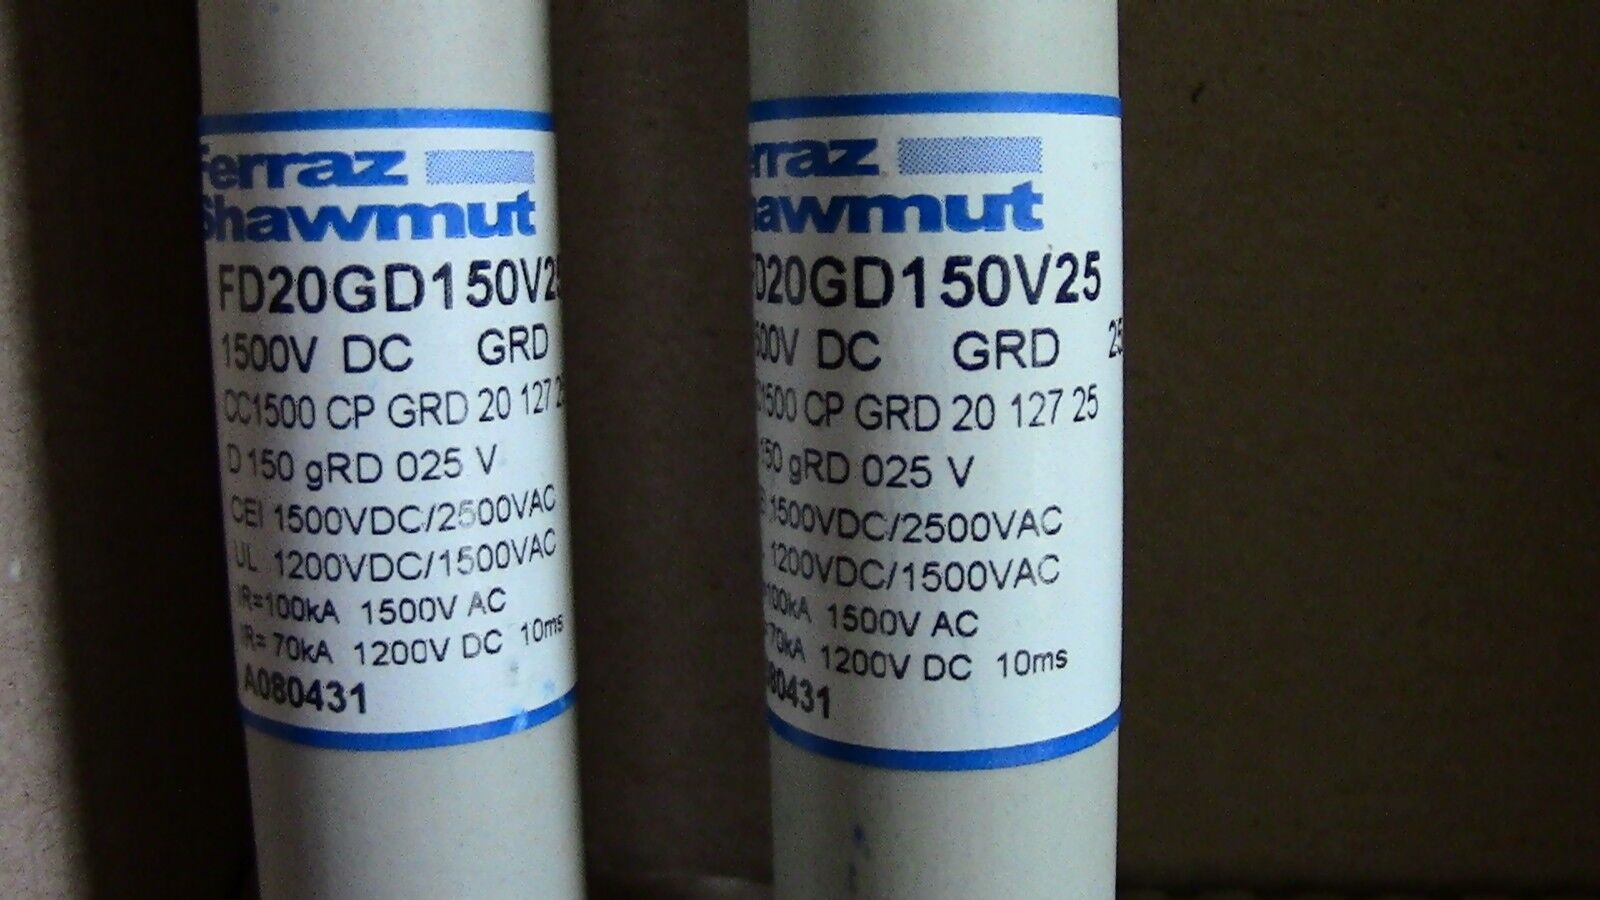 Ferraz
Shawmut
FD20GD150V25
1500V DC GRD
CC1500 CP GRD 20 127 25
D 150 gRD 025 V
CEI 1500VDC/2500VAC
UL 1200VDC/1500VAC
IR=100kA 1500V AC
IR= 70kA 1200V DC 10ms
A080431
erraz
hawmut
D20GD150V25
500V DC GRD 25
1500 CP GRD 20 127 25
150 gRD 025 V
EI 1500VDC/2500VAC
1200VDC/1500VAC
=100kA 1500V AC
=70kA 1200V DC 10ms
80431